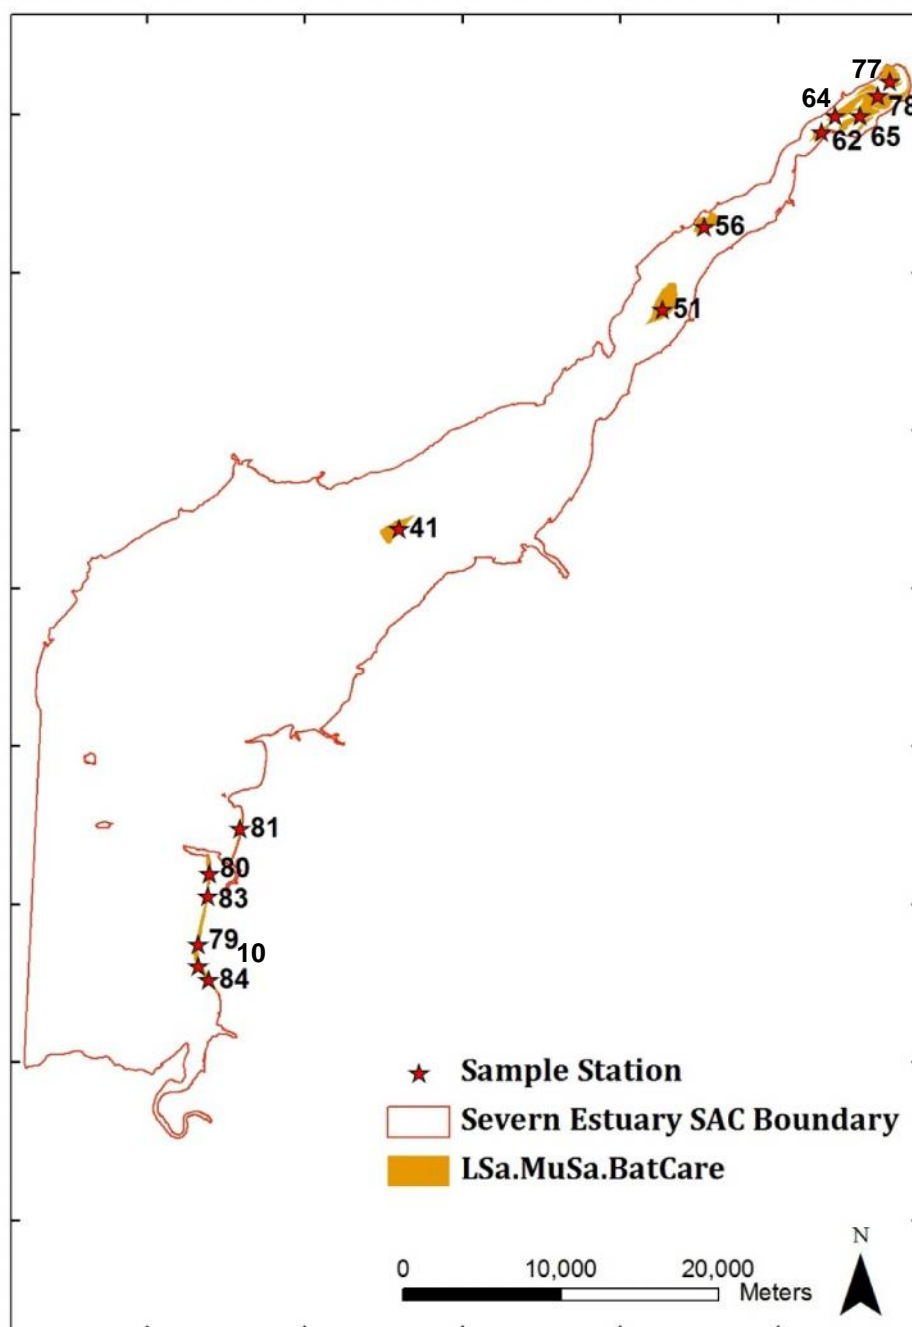 77
64
78
62
65
56
51
41
81
80
83
79
10
84
Sample Station
Severn Estuary SAC Boundary
LSa.MuSa.BatCare
N
0 10,000 20,000
Meters